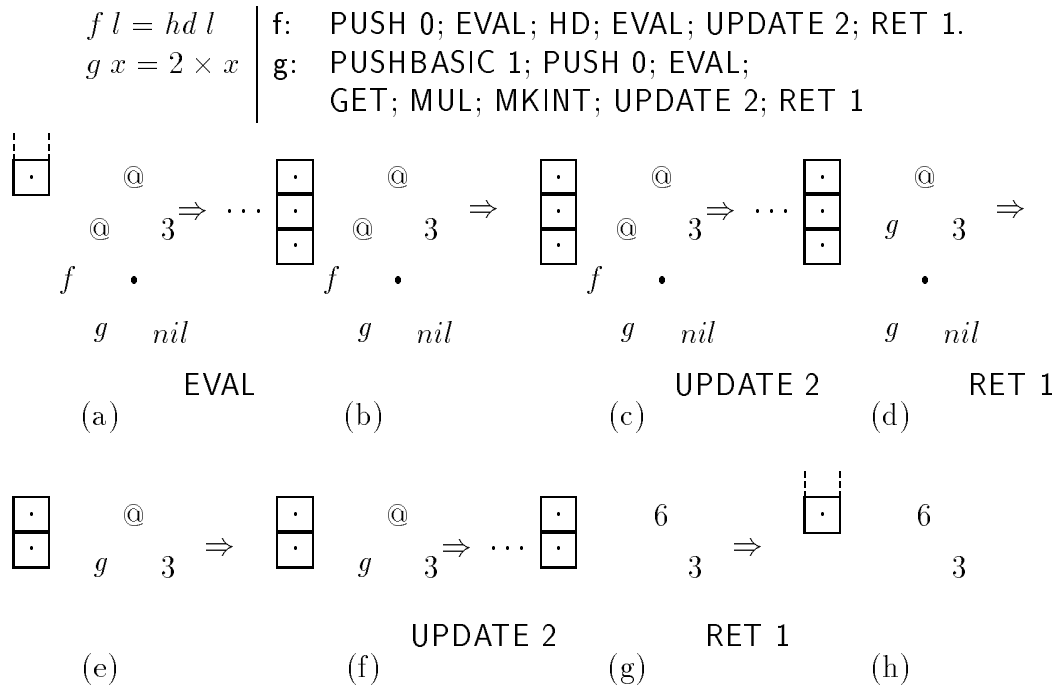 f l = hd l f: PUSH 0; EVAL; HD; EVAL; UPDATE 2; RET 1.
g x = 2 × x g: PUSHBASIC 1; PUSH 0; EVAL;
GET; MUL; MKINT; UPDATE 2; RET 1
@ @ @ @
⇒ ··· ⇒ ⇒ ··· ⇒
@ 3 @ 3 @ 3 g 3
f f f
g nil g nil g nil g nil
EVAL UPDATE 2 RET 1
(a) (b) (c) (d)
@ @ 6 6
⇒ ⇒ ··· ⇒
g 3 g 3 3 3
UPDATE 2 RET 1
(e) (f) (g) (h)